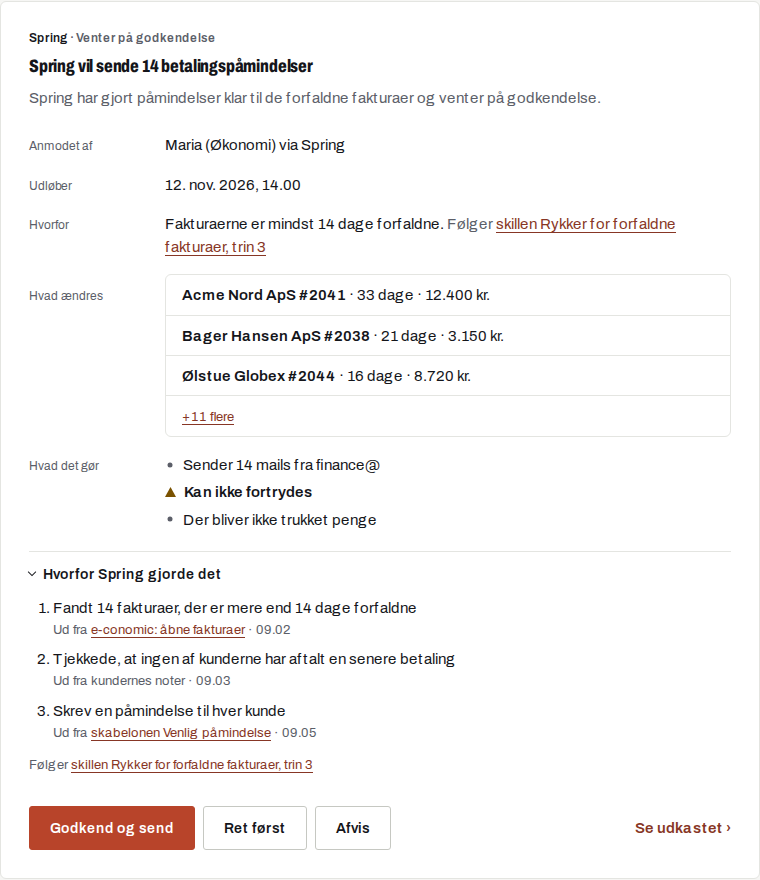 Spring · Venter på godkendelse
Spring vil sende 14 betalingspåmindelser
Spring har gjort påmindelser klar til de forfaldne fakturaer og venter på godkendelse.
Anmodet af
Maria (Økonomi) via Spring
Udløber
12. nov. 2026, 14.00
Hvorfor
Fakturaerne er mindst 14 dage forfaldne. Følger skillen Rykker for forfaldne
fakturaer, trin 3
Hvad ændres
Acme Nord ApS #2041 · 33 dage · 12.400 kr.
Bager Hansen ApS #2038 · 21 dage · 3.150 kr.
Ølstue Globex #2044 · 16 dage · 8.720 kr.
+11 flere
Hvad det gør
• Sender 14 mails fra finance@
Kan ikke fortrydes
• Der bliver ikke trukket penge
Hvorfor Spring gjorde det
1. Fandt 14 fakturaer, der er mere end 14 dage forfaldne
Ud fra e-conomic: åbne fakturaer · 09.02
2. Tjekkede, at ingen af kunderne har aftalt en senere betaling
Ud fra kundernes noter · 09.03
3. Skrev en påmindelse til hver kunde
Ud fra skabelonen Venlig påmindelse · 09.05
Følger skillen Rykker for forfaldne fakturaer, trin 3
Godkend og send
Ret først
Afvis
Se udkastet ›